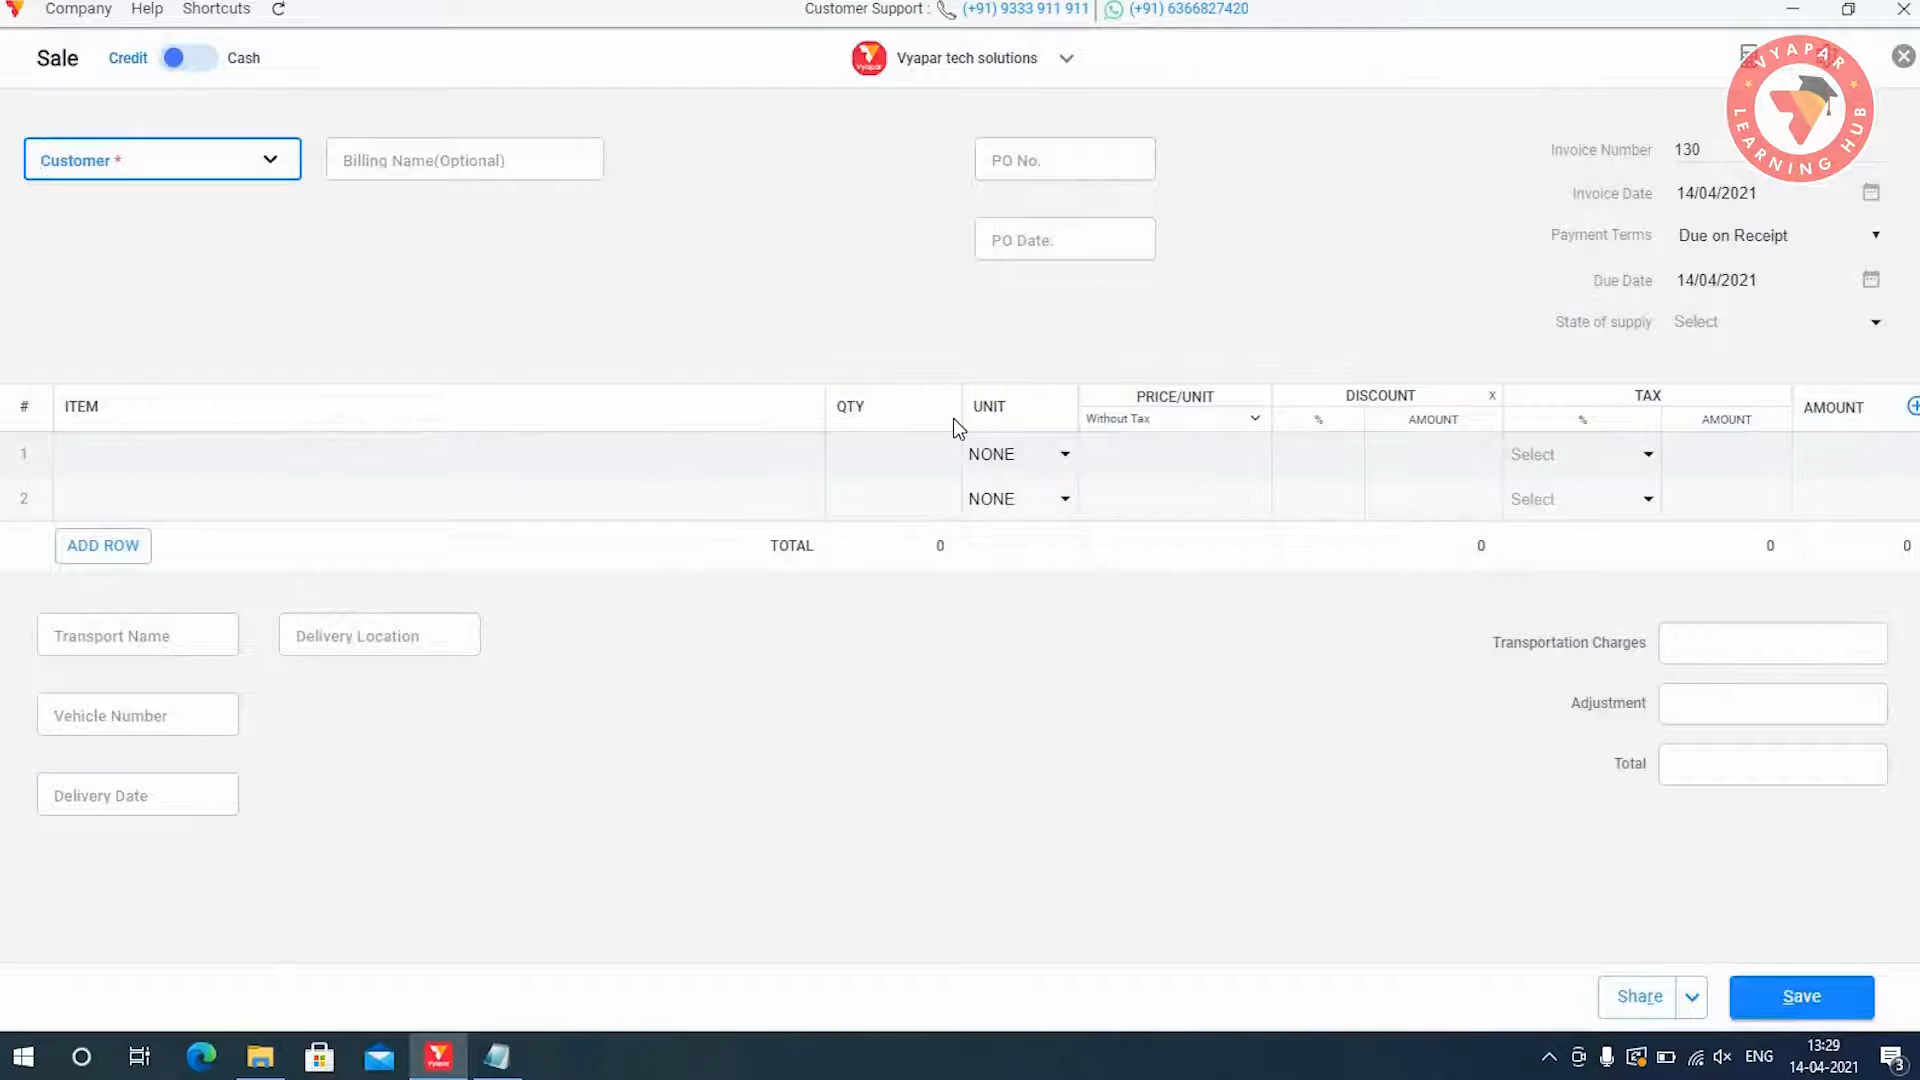 Company Help Shortcuts Customer Support : (+91) 9333 911 911 (+91) 6366827420
Sale Credit Cash Vyapar tech solutions
VYAPAR LEARNING HUB
Customer * Billing Name(Optional) PO No. Invoice Number 130
Invoice Date 14/04/2021
PO Date. Payment Terms Due on Receipt
Due Date 14/04/2021
State of supply Select
# ITEM QTY UNIT PRICE/UNIT DISCOUNT x TAX AMOUNT
Without Tax % AMOUNT % AMOUNT
1 NONE Select
2 NONE Select
ADD ROW TOTAL 0 0 0 0
Transport Name Delivery Location Transportation Charges
Vehicle Number Adjustment
Total
Delivery Date
Share Save
Vyapar ENG 13:29
14-04-2021 3